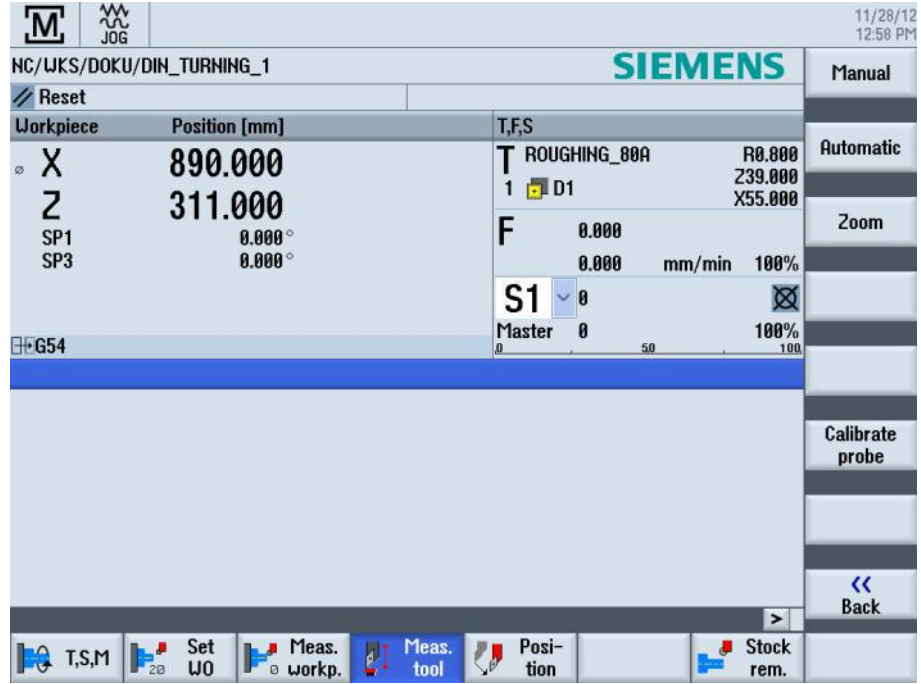 M
JOG
11/28/12
12:58 PM
NC/WKS/DOKU/DIN_TURNING_1
SIEMENS
Reset
Workpiece Position [mm]
T,F,S
⌀ X 890.000
Z 311.000
SP1 0.000°
SP3 0.000°
G54
T ROUGHING_80A R0.800
Z39.000
1 D1
X55.000
F 0.000
0.000 mm/min 100%
S1 0
Master 0 100%
0 50 100
Manual
Automatic
Zoom
Calibrate
probe
<<
Back
>
T,S,M
20 Set
WO
⌀ Meas.
workp.
Meas.
tool
Posi-
tion
Stock
rem.